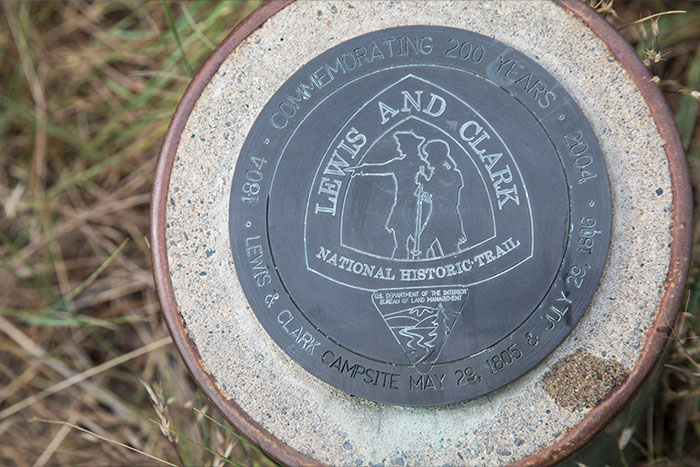 1804 · COMMEMORATING 200 YEARS · 2004
LEWIS AND CLARK
NATIONAL HISTORIC TRAIL
U.S. DEPARTMENT OF THE INTERIOR
BUREAU OF LAND MANAGEMENT
LEWIS & CLARK CAMPSITE MAY 29, 1805 & JULY 29, 1806